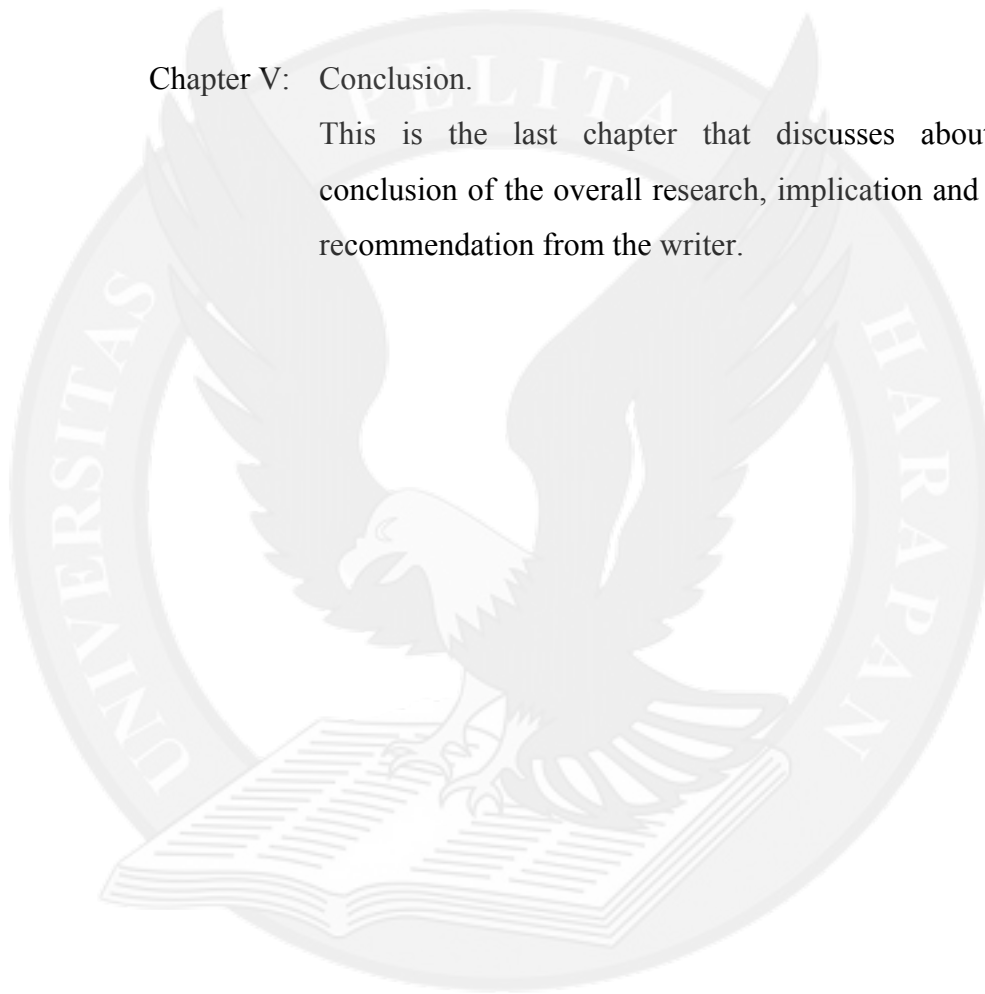 Chapter V: Conclusion.
This is the last chapter that discusses about
conclusion of the overall research, implication and
recommendation from the writer.
UNIVERSITAS PELITA HARAPAN